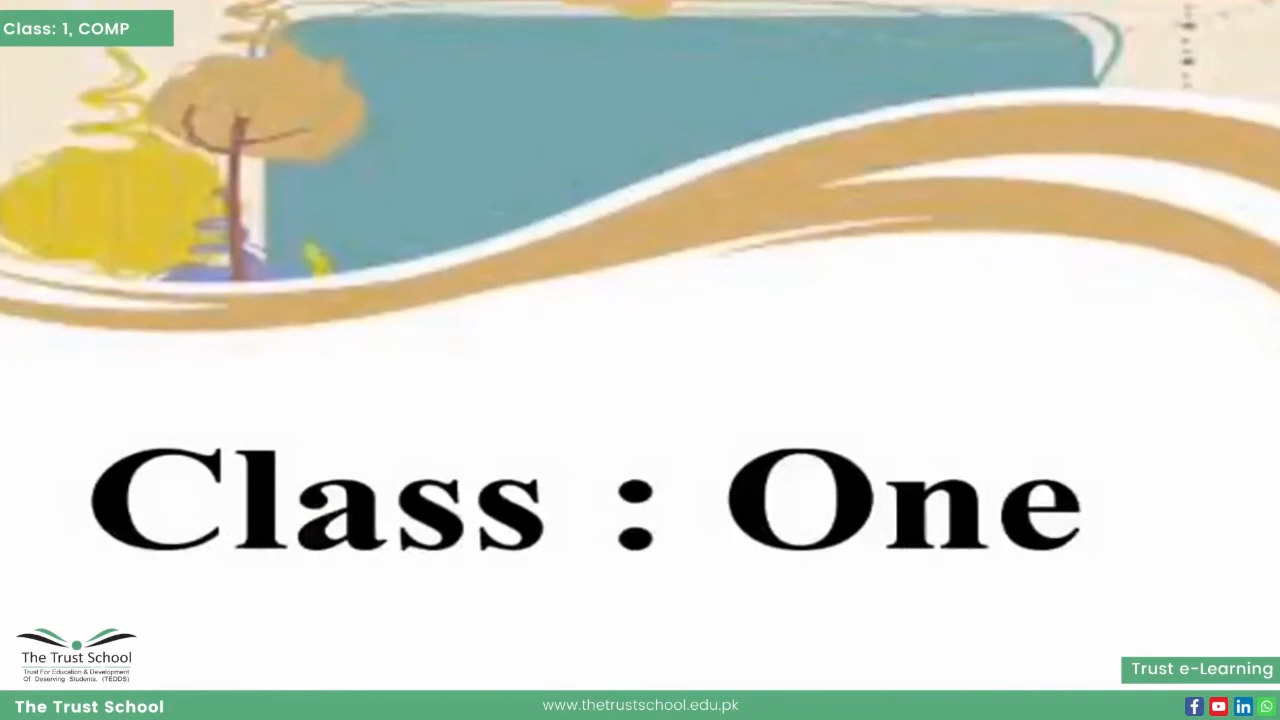 Class: 1, COMP
Class : One
The Trust School
Trust For Education & Development
Of Deserving Students. (TEDDS)
Trust e-Learning
The Trust School
www.thetrustschool.edu.pk